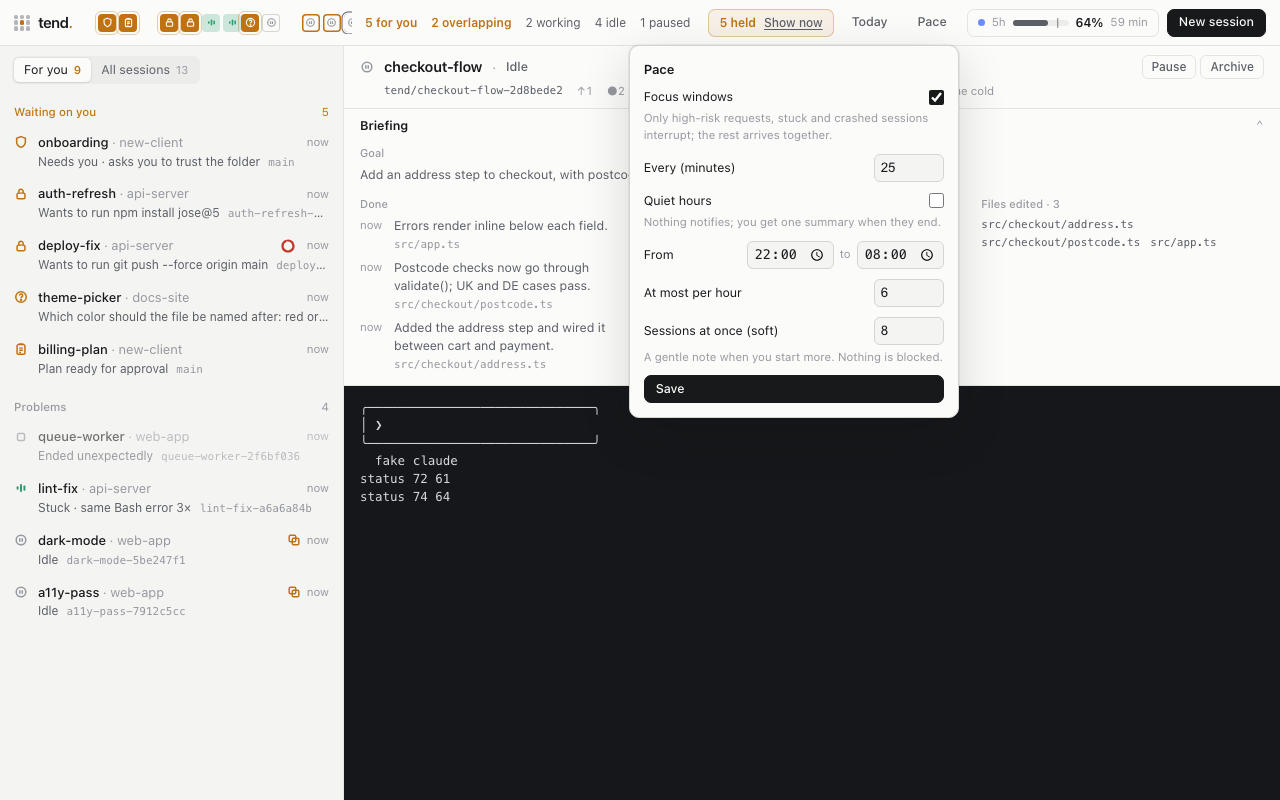 tend.
5 for you 2 overlapping 2 working 4 idle 1 paused
5 held Show now
Today
Pace
5h 64% 59 min
New session
For you 9
All sessions 13
Waiting on you 5
onboarding · new-client now
Needs you · asks you to trust the folder main
auth-refresh · api-server now
Wants to run npm install jose@5 auth-refresh-…
deploy-fix · api-server now
Wants to run git push --force origin main deploy…
theme-picker · docs-site now
Which color should the file be named after: red or…
billing-plan · new-client now
Plan ready for approval main
Problems 4
queue-worker · web-app now
Ended unexpectedly queue-worker-2f6bf036
lint-fix · api-server now
Stuck · same Bash error 3× lint-fix-a6a6a84b
dark-mode · web-app now
Idle dark-mode-5be247f1
a11y-pass · web-app now
Idle a11y-pass-7912c5cc
checkout-flow · Idle
Pause
Archive
tend/checkout-flow-2d8bede2 ↑1 ●2
cold
Briefing
Goal
Add an address step to checkout, with
Done
now Errors render inline below each field.
src/app.ts
now Postcode checks now go through
validate(); UK and DE cases pass.
src/checkout/postcode.ts
now Added the address step and wired it
between cart and payment.
src/checkout/address.ts
Files edited · 3
src/checkout/address.ts
src/checkout/postcode.ts src/app.ts
Pace
Focus windows
Only high-risk requests, stuck and crashed sessions
interrupt; the rest arrives together.
Every (minutes) 25
Quiet hours
Nothing notifies; you get one summary when they end.
From 22:00 to 08:00
At most per hour 6
Sessions at once (soft) 8
A gentle note when you start more. Nothing is blocked.
Save
❯
fake claude
status 72 61
status 74 64